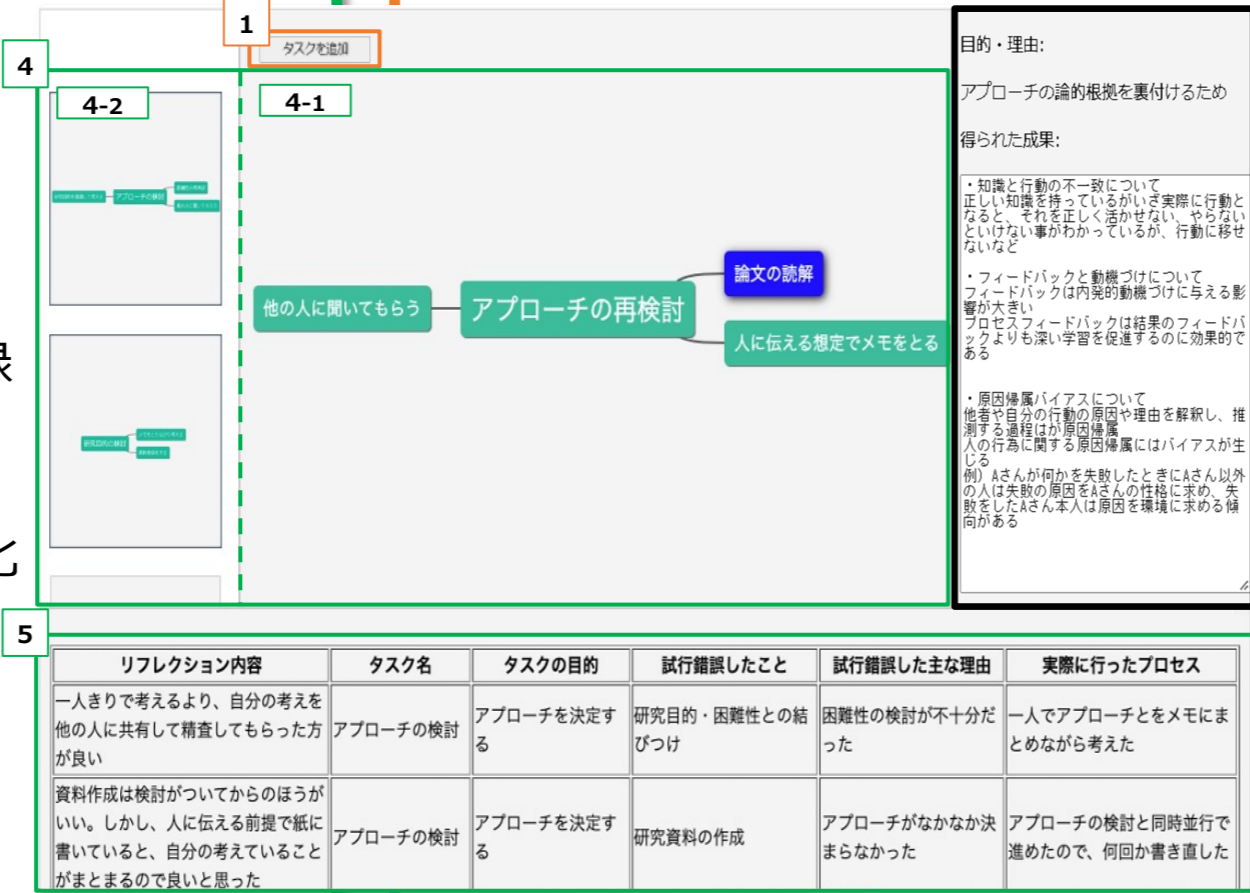 1
タスクを追加
4
4-2
4-1
アプローチの検討
他の人に聞いてもらう
アプローチの再検討
論文の読解
人に伝える想定でメモをとる
研究目的の検討
録
化
目的・理由:
アプローチの論的根拠を裏付けるため
得られた成果:
・知識と行動の不一致について
正しい知識を持っているがいざ実際に行動と
なると、それを正しく活かせない、やらない
といけない事がわかっているが、行動に移せ
ないなど
・フィードバックと動機づけについて
フィードバックは内発的動機づけに与える影
響が大きい
プロセスフィードバックは結果のフィードバ
ックよりも深い学習を促進するのに効果的で
ある
・原因帰属バイアスについて
他者や自分の行動の原因や理由を解釈し、推
測する過程はが原因帰属
人の行為に関する原因帰属にはバイアスが生
じる
例）Aさんが何かを失敗したときにAさん以外
の人は失敗の原因をAさんの性格に求め、失
敗をしたAさん本人は原因を環境に求める傾
向がある
5
リフレクション内容 タスク名 タスクの目的 試行錯誤したこと 試行錯誤した主な理由 実際に行ったプロセス
一人きりで考えるより、自分の考えを
他の人に共有して精査してもらった方
が良い
アプローチの検討
アプローチを決定す
る
研究目的・困難性との結
びつけ
困難性の検討が不十分だ
った
一人でアプローチとをメモにま
とめながら考えた
資料作成は検討がついてからのほうが
いい。しかし、人に伝える前提で紙に
書いていると、自分の考えていること
がまとまるので良いと思った
アプローチの検討
アプローチを決定す
る
研究資料の作成
アプローチがなかなか決
まらなかった
アプローチの検討と同時並行で
進めたので、何回か書き直した